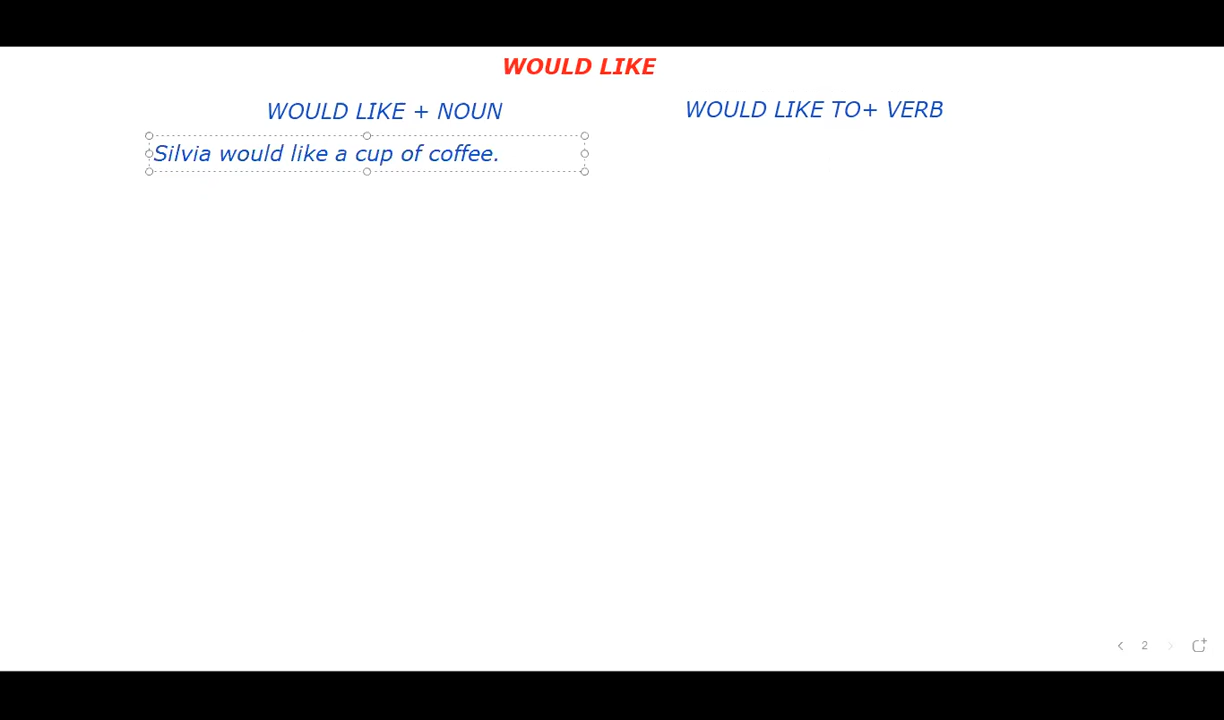 WOULD LIKE
WOULD LIKE + NOUN
WOULD LIKE TO+ VERB
Silvia would like a cup of coffee.
2